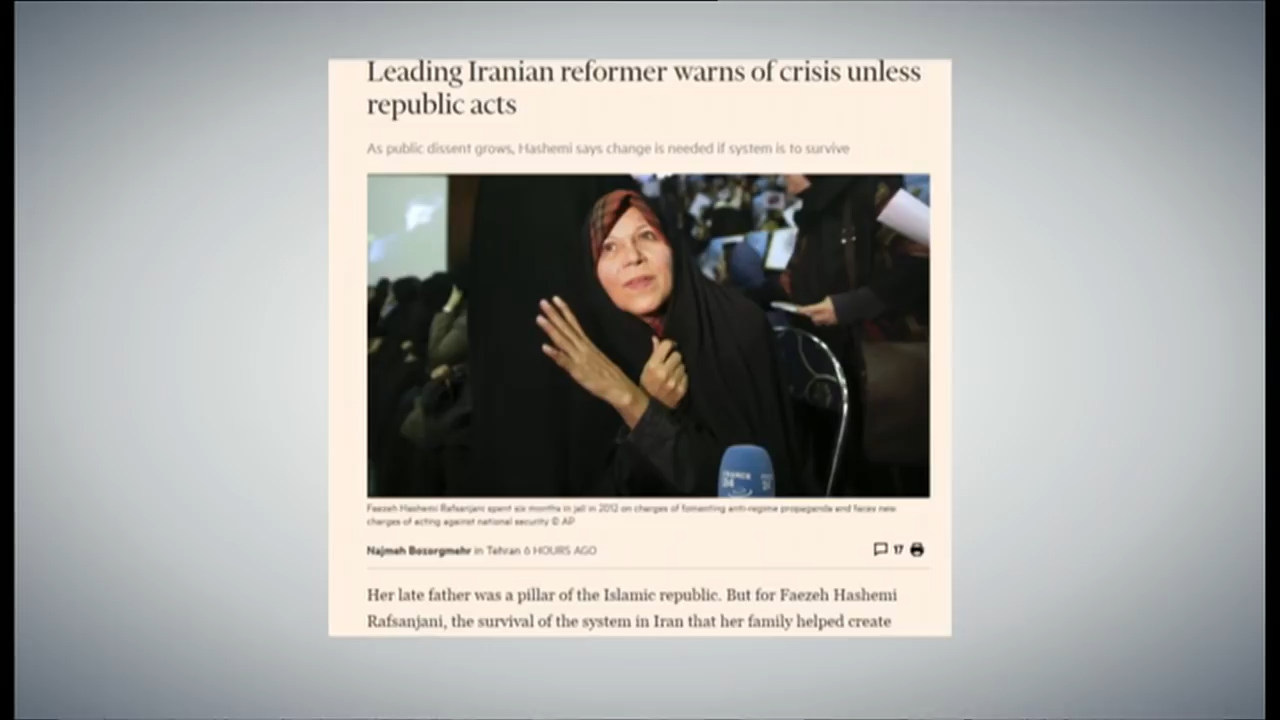 Leading Iranian reformer warns of crisis unless
republic acts
As public dissent grows, Hashemi says change is needed if system is to survive
FRANCE
24
Faezeh Hashemi Rafsanjani spent six months in jail in 2012 on charges of fomenting anti-regime propaganda and faces new
charges of acting against national security © AP
Najmeh Bozorgmehr in Tehran 6 HOURS AGO
17
Her late father was a pillar of the Islamic republic. But for Faezeh Hashemi
Rafsanjani, the survival of the system in Iran that her family helped create